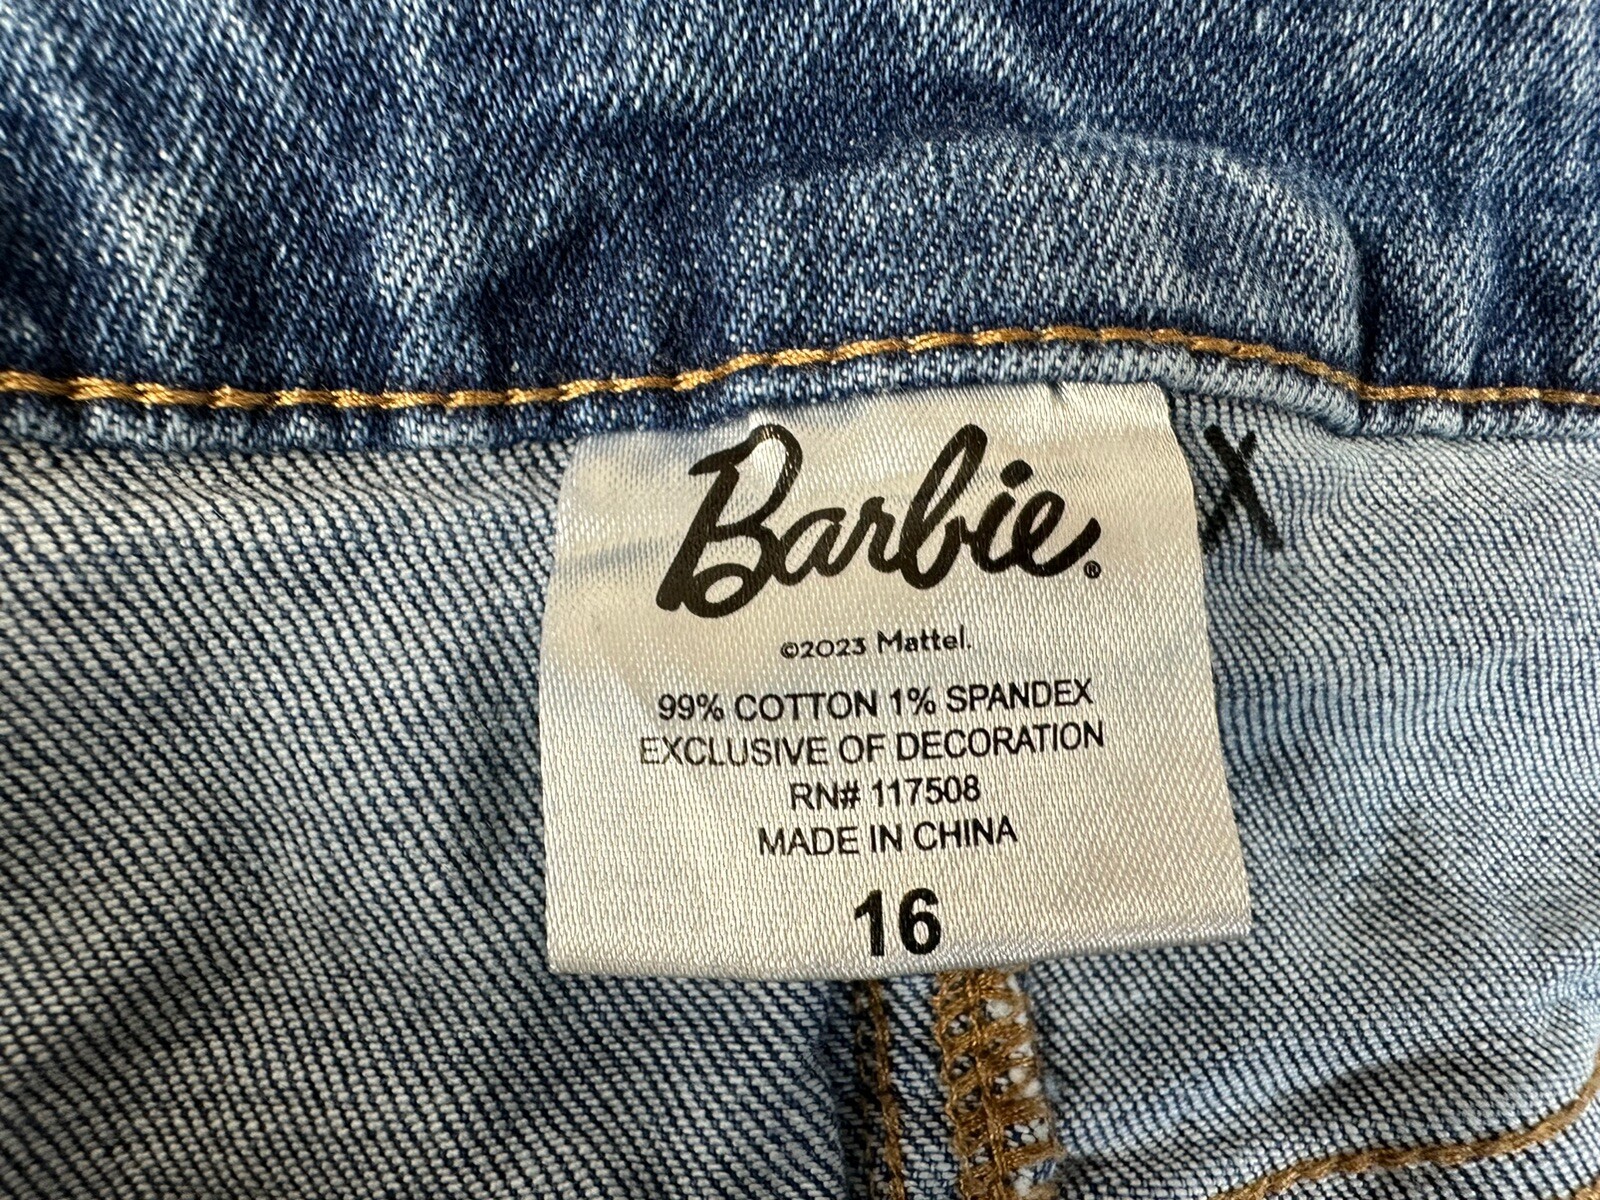 Barbie®
©2023 Mattel.
99% COTTON 1% SPANDEX
EXCLUSIVE OF DECORATION
RN# 117508
MADE IN CHINA
16
X